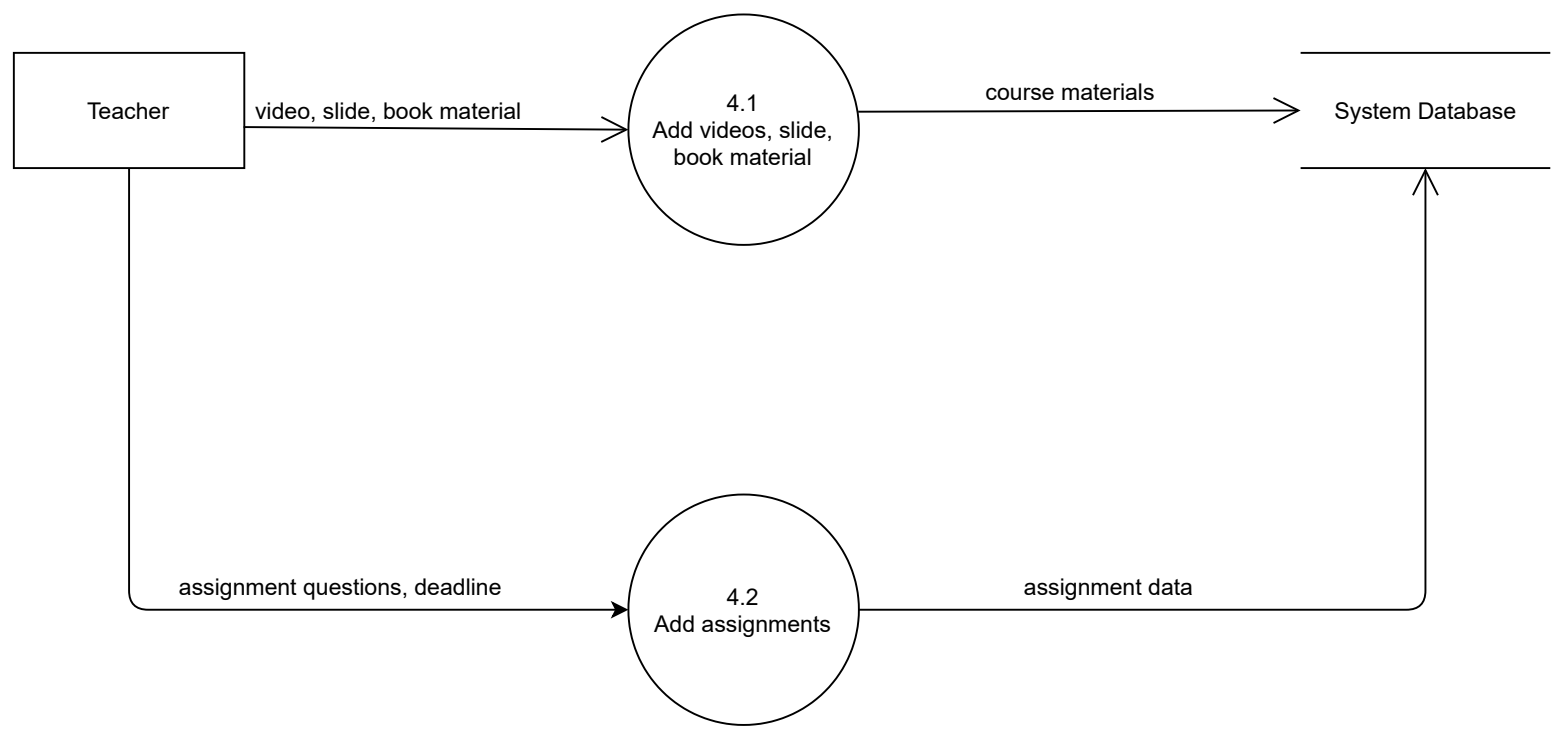 Teacher
video, slide, book material
4.1
Add videos, slide,
book material
course materials
System Database
assignment questions, deadline
4.2
Add assignments
assignment data